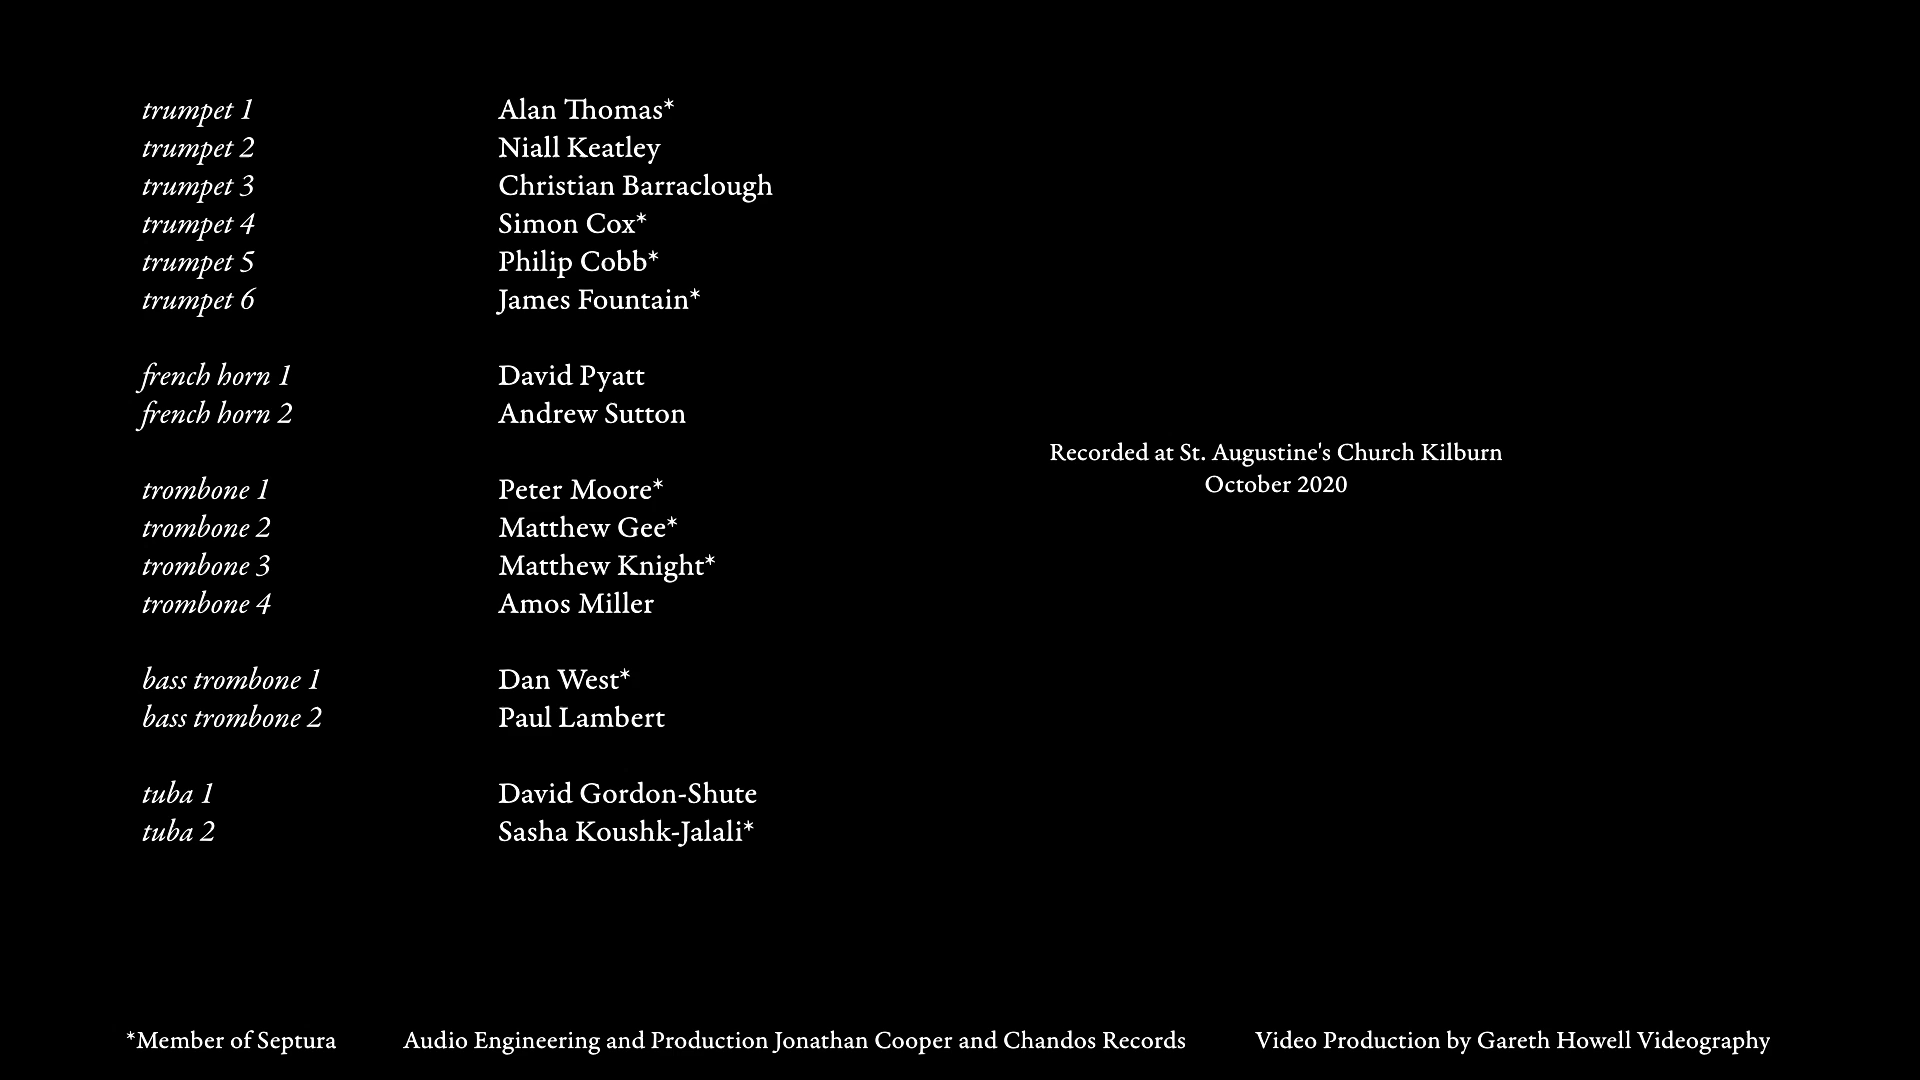 trumpet 1 Alan Thomas*
trumpet 2 Niall Keatley
trumpet 3 Christian Barraclough
trumpet 4 Simon Cox*
trumpet 5 Philip Cobb*
trumpet 6 James Fountain*
french horn 1 David Pyatt
french horn 2 Andrew Sutton
trombone 1 Peter Moore*
trombone 2 Matthew Gee*
trombone 3 Matthew Knight*
trombone 4 Amos Miller
bass trombone 1 Dan West*
bass trombone 2 Paul Lambert
tuba 1 David Gordon-Shute
tuba 2 Sasha Koushk-Jalali*
Recorded at St. Augustine's Church Kilburn
October 2020
*Member of Septura Audio Engineering and Production Jonathan Cooper and Chandos Records Video Production by Gareth Howell Videography